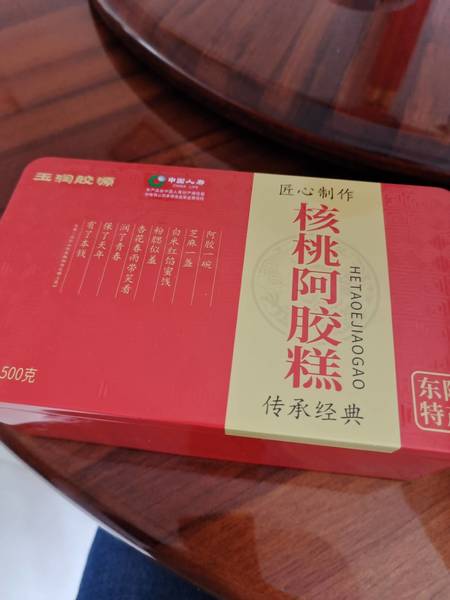 玉润胶源
中国人寿
CHINA LIFE
匠心制作
核桃阿胶糕
HETAOEJIAOGAO
传承经典
阿胶一碗
芝麻一盏
白米红馅蜜饯
粉腮似羞
杏花春雨带笑看
润了青春
保了天年
有了本钱
500克
东阿
特产